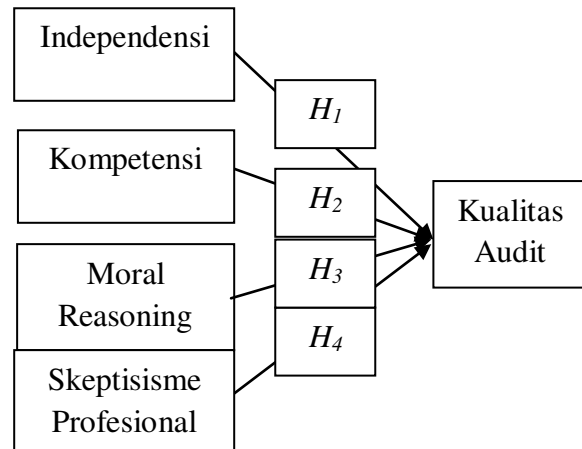 Independensi
H1
Kompetensi
H2
Kualitas
Audit
Moral
Reasoning
H3
H4
Skeptisisme
Profesional